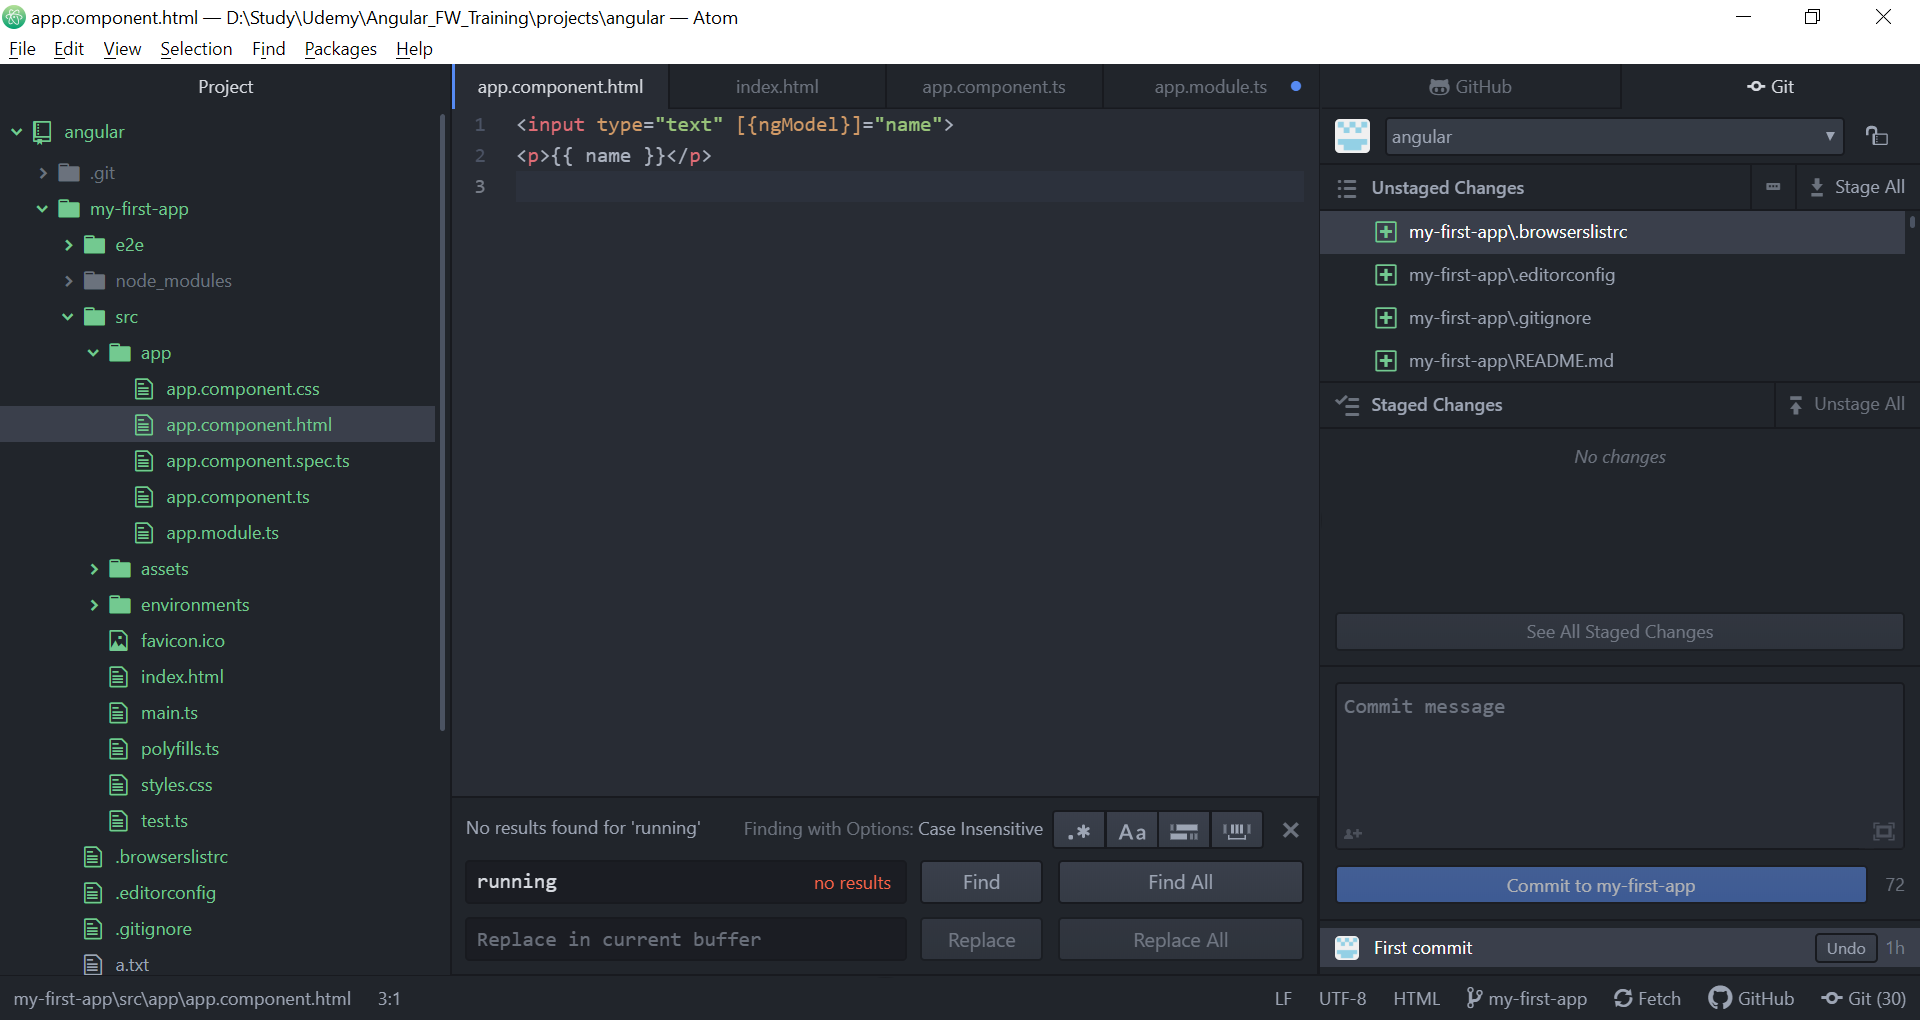 app.component.html — D:\Study\Udemy\Angular_FW_Training\projects\angular — Atom
File Edit View Selection Find Packages Help
Project
angular
.git
my-first-app
e2e
node_modules
src
app
app.component.css
app.component.html
app.component.spec.ts
app.component.ts
app.module.ts
assets
environments
favicon.ico
index.html
main.ts
polyfills.ts
styles.css
test.ts
.browserslistrc
.editorconfig
.gitignore
a.txt
app.component.html index.html app.component.ts app.module.ts
1 <input type="text" [{ngModel}]="name">
2 <p>{{ name }}</p>
3
No results found for 'running' Finding with Options: Case Insensitive .* Aa
running no results Find Find All
Replace in current buffer Replace Replace All
GitHub Git
angular
Unstaged Changes Stage All
my-first-app\.browserslistrc
my-first-app\.editorconfig
my-first-app\.gitignore
my-first-app\README.md
Staged Changes Unstage All
No changes
See All Staged Changes
Commit message
Commit to my-first-app 72
First commit Undo 1h
my-first-app\src\app\app.component.html 3:1 LF UTF-8 HTML my-first-app Fetch GitHub Git (30)